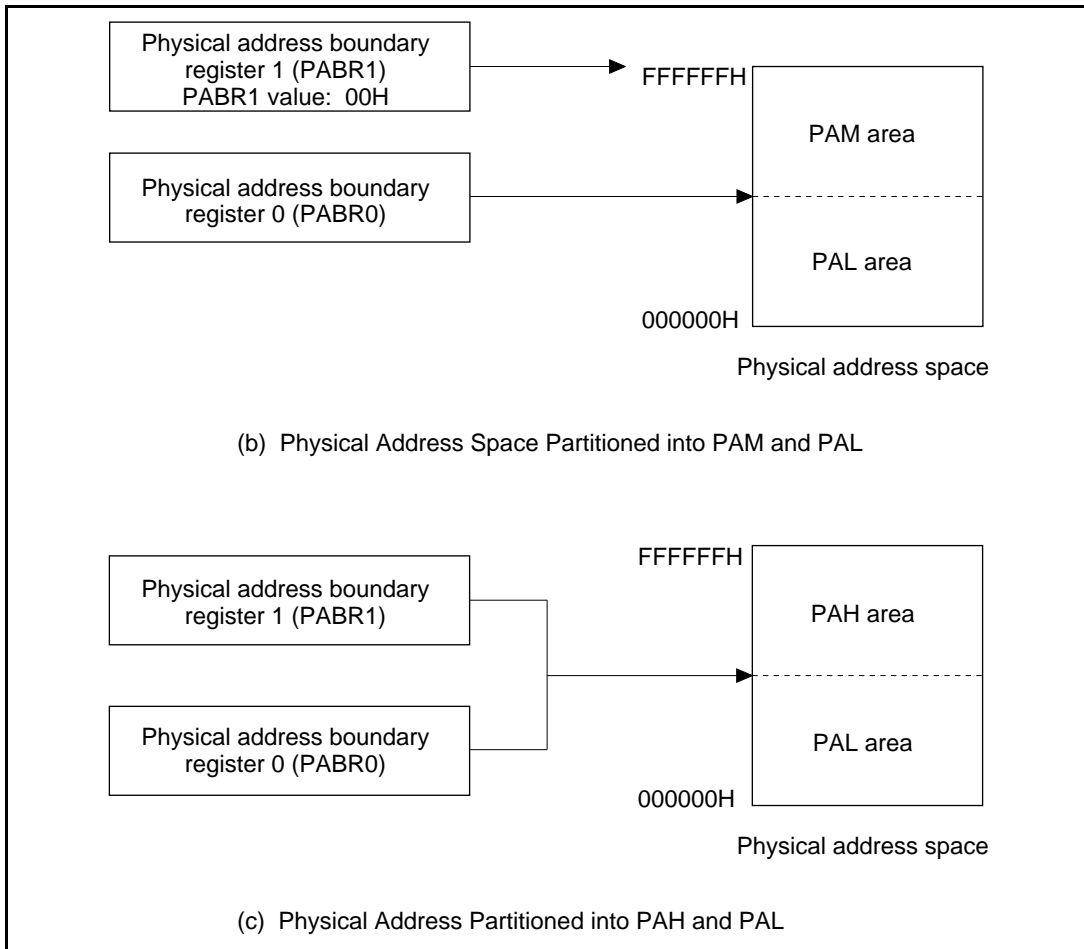 Physical address boundary
register 1 (PABR1)
PABR1 value:  00H
FFFFFFH
PAM area
Physical address boundary
register 0 (PABR0)
PAL area
000000H
Physical address space
(b)  Physical Address Space Partitioned into PAM and PAL
FFFFFFH
Physical address boundary
register 1 (PABR1)
PAH area
Physical address boundary
register 0 (PABR0)
PAL area
000000H
Physical address space
(c)  Physical Address Partitioned into PAH and PAL